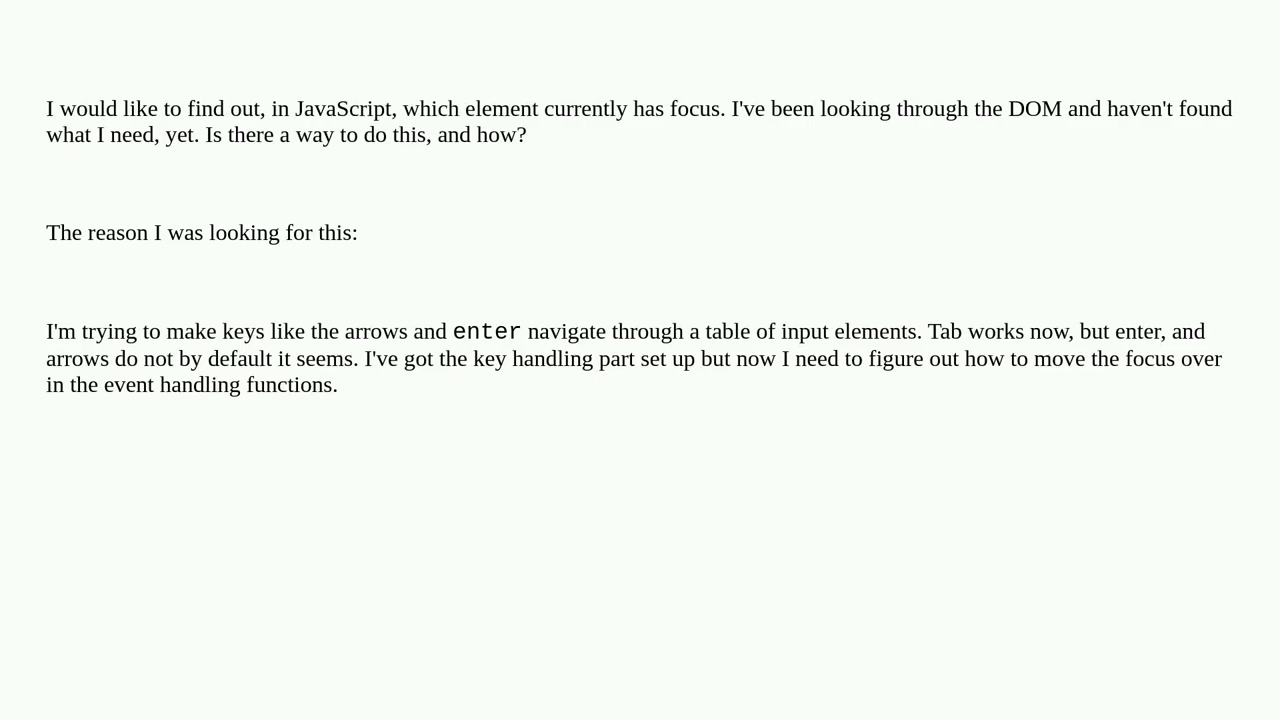 I would like to find out, in JavaScript, which element currently has focus. I've been looking through the DOM and haven't found
what I need, yet. Is there a way to do this, and how?
The reason I was looking for this:
I'm trying to make keys like the arrows and enter navigate through a table of input elements. Tab works now, but enter, and
arrows do not by default it seems. I've got the key handling part set up but now I need to figure out how to move the focus over
in the event handling functions.